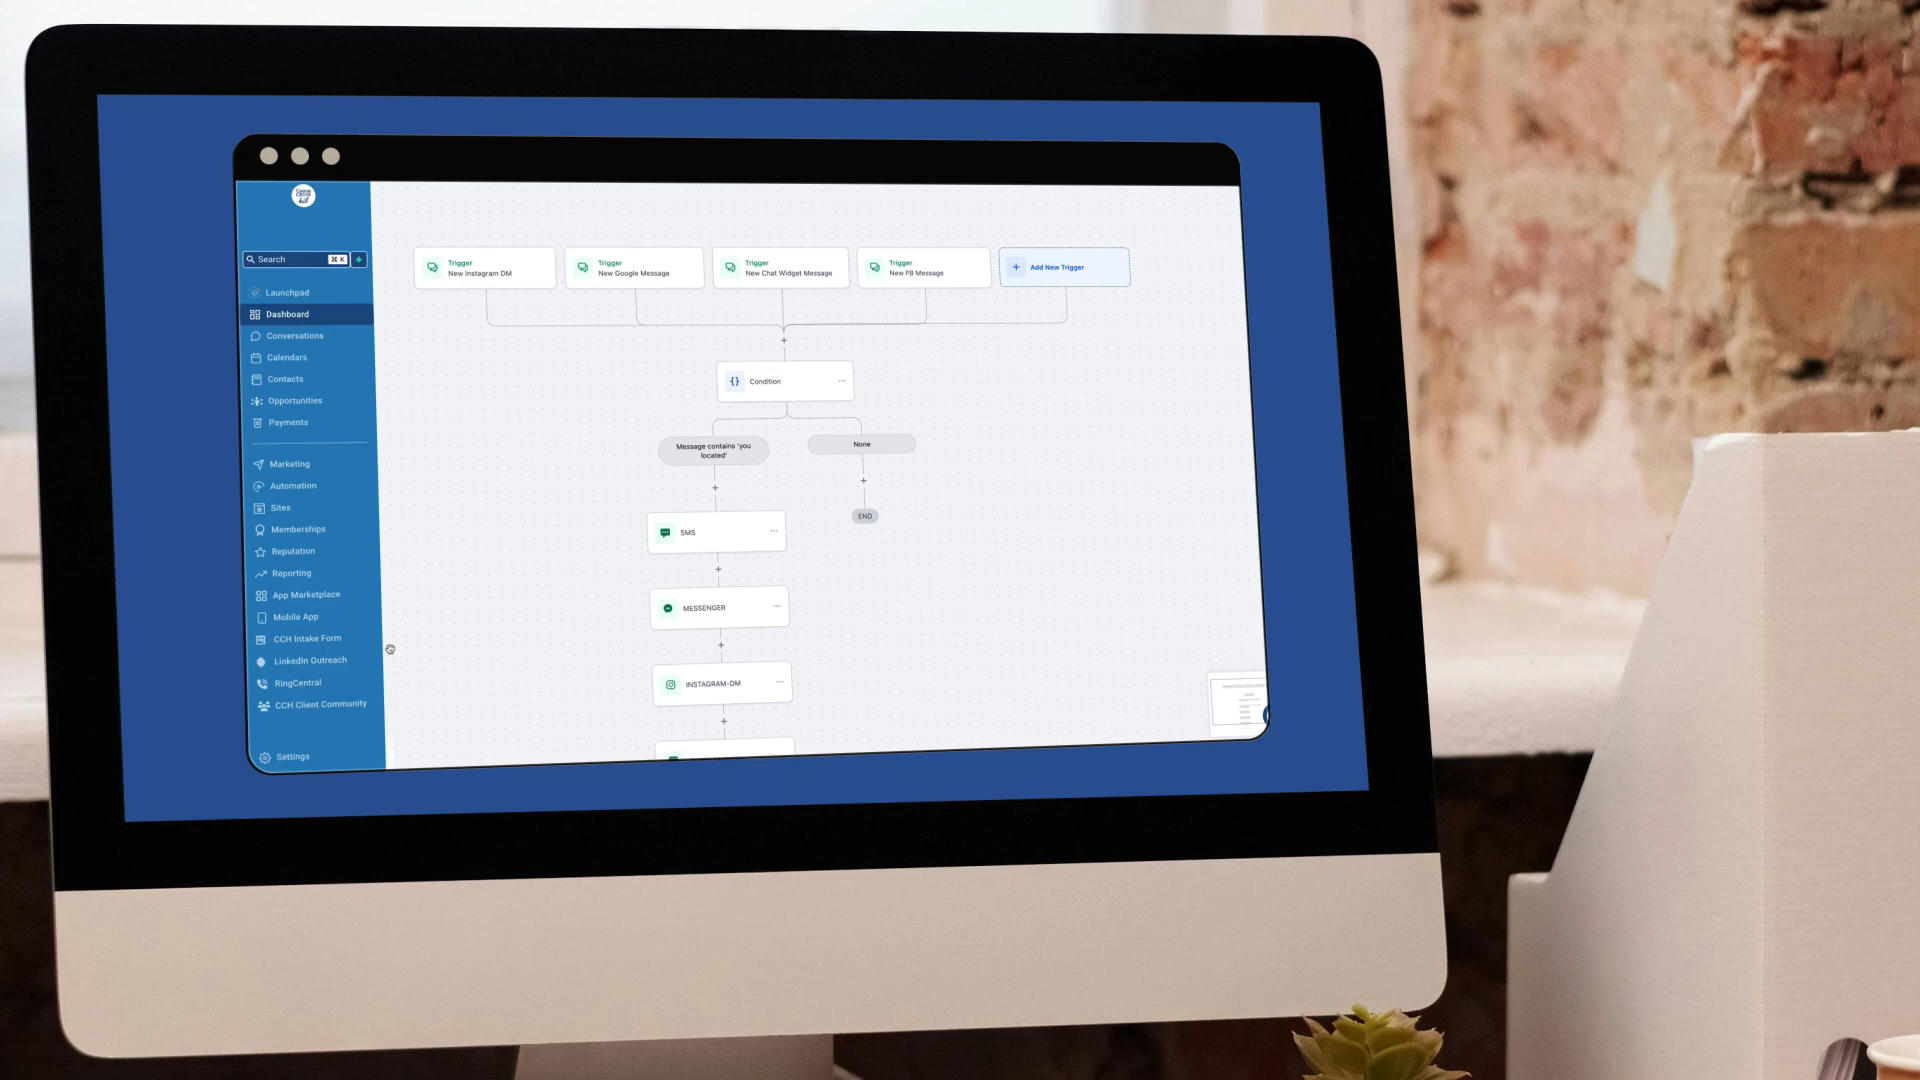 Search
⌘ K
Launchpad
Dashboard
Conversations
Calendars
Contacts
Opportunities
Payments
Marketing
Automation
Sites
Memberships
Reputation
Reporting
App Marketplace
Mobile App
CCH Intake Form
LinkedIn Outreach
RingCentral
CCH Client Community
Settings
Trigger
New Instagram DM
Trigger
New Google Message
Trigger
New Chat Widget Message
Trigger
New FB Message
Add New Trigger
Condition
Message contains 'you
located'
None
END
SMS
MESSENGER
INSTAGRAM-DM